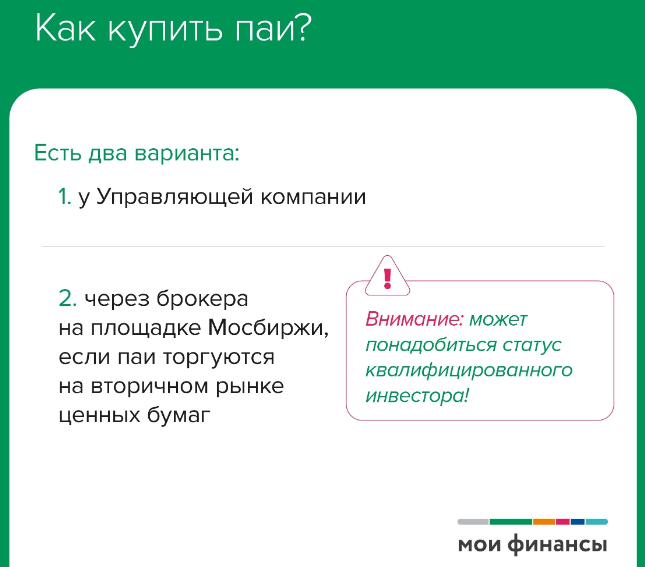 Как купить паи?
Есть два варианта:
1. у Управляющей компании
2. через брокера
на площадке Мосбиржи,
если паи торгуются
на вторичном рынке
ценных бумаг
!
Внимание: может
понадобиться статус
квалифицированного
инвестора!
мои финансы